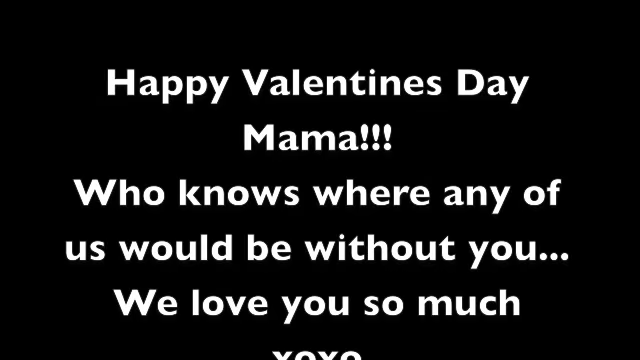 Happy Valentines Day
Mama!!!
Who knows where any of
us would be without you...
We love you so much
xoxo